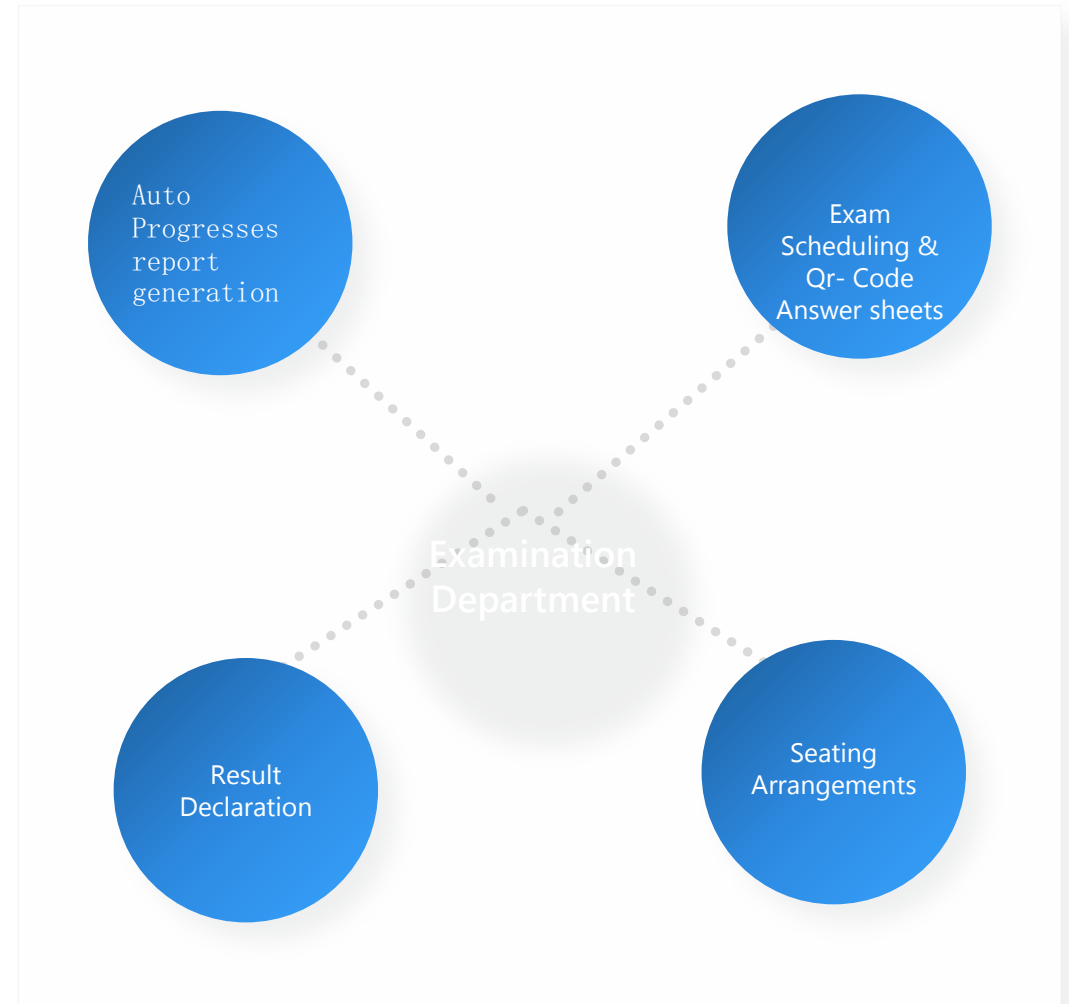 Auto
Progresses
report
generation
Exam
Scheduling &
Qr- Code
Answer sheets
Examination
Department
Result
Declaration
Seating
Arrangements